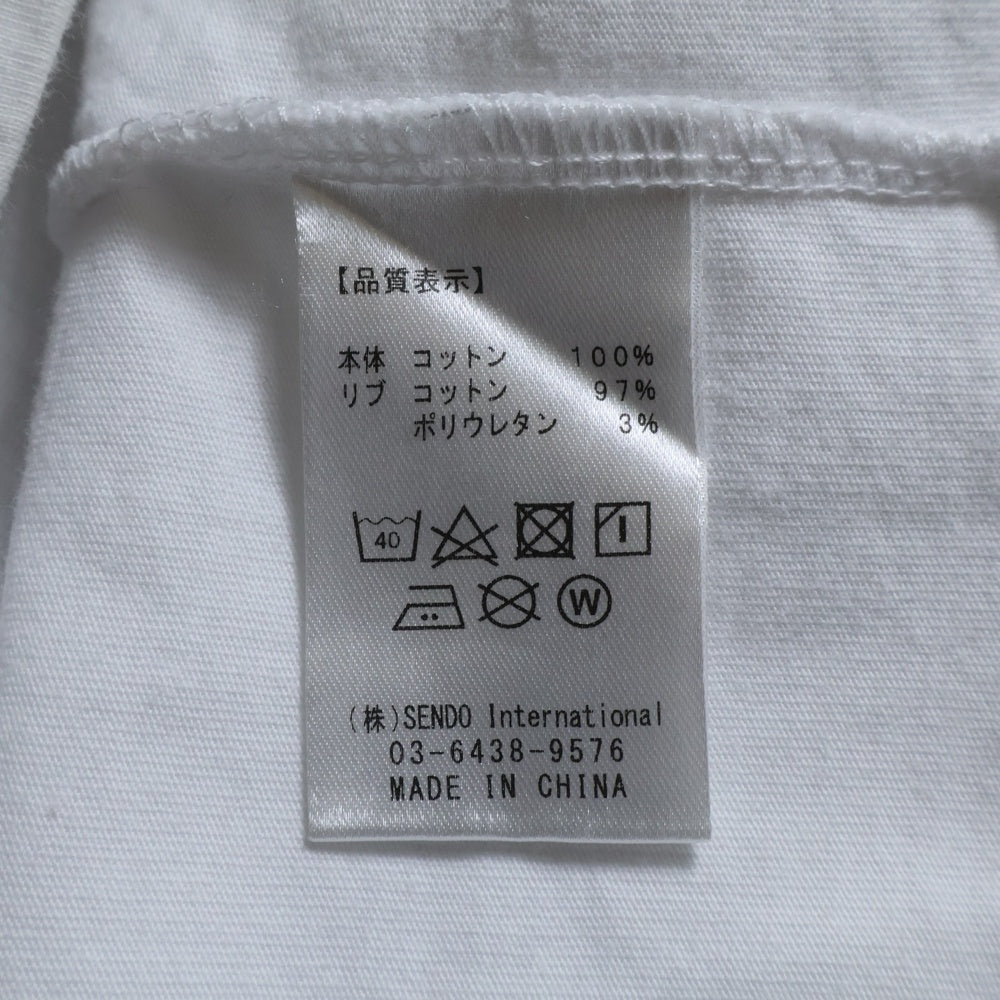 【品質表示】
本体 コットン 100%
リブ コットン 97%
ポリウレタン 3%
40
W
(株)SENDO International
03-6438-9576
MADE IN CHINA